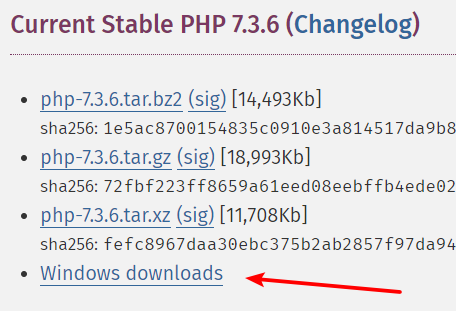 Current Stable PHP 7.3.6 (Changelog)
php-7.3.6.tar.bz2 (sig) [14,493Kb]
sha256: 1e5ac8700154835c0910e3a814517da9b8
php-7.3.6.tar.gz (sig) [18,993Kb]
sha256: 72fbf223ff8659a61eed08eebffb4ede02
php-7.3.6.tar.xz (sig) [11,708Kb]
sha256: fefc8967daa30ebc375b2ab2857f97da94
Windows downloads